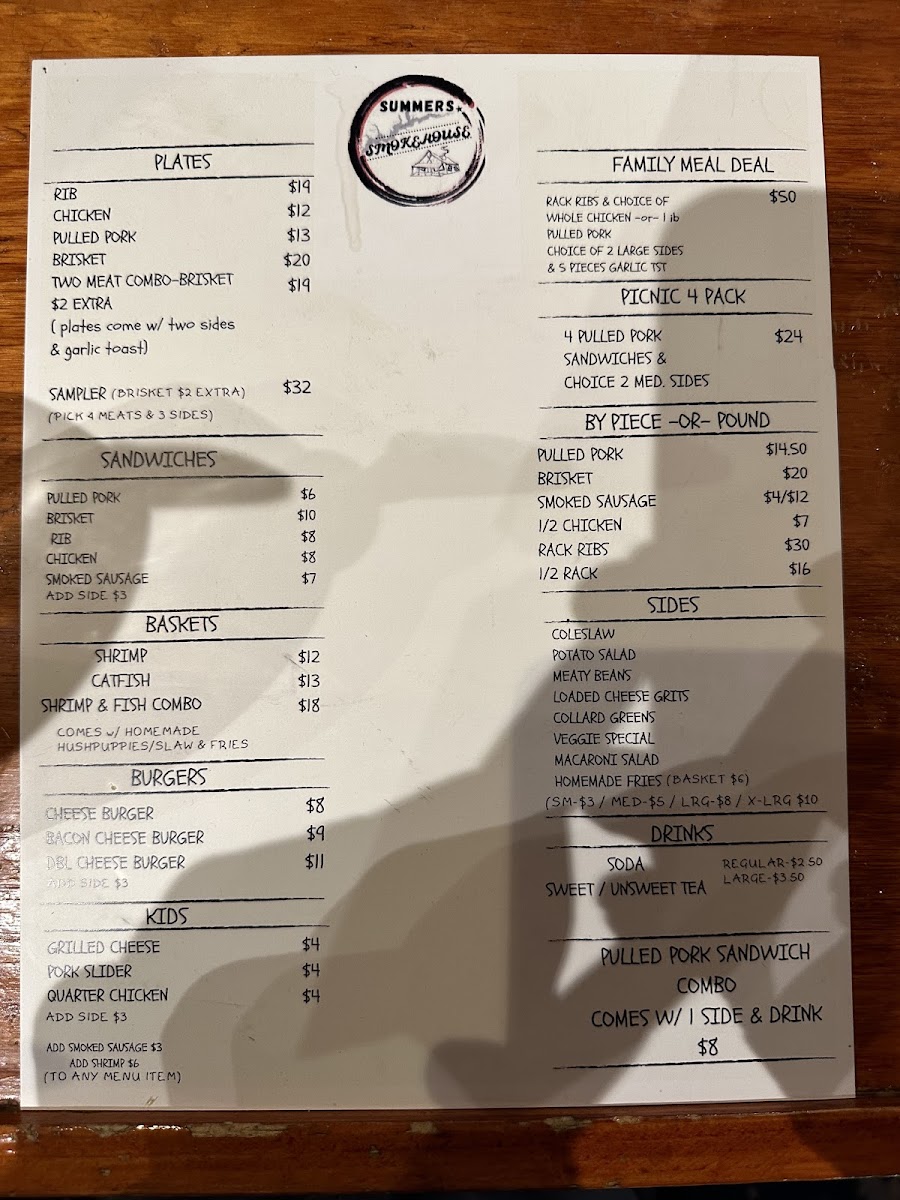 SUMMERS
SMOKEHOUSE
PLATES
RIB $19
CHICKEN $12
PULLED PORK $13
BRISKET $20
TWO MEAT COMBO-BRISKET $19
$2 EXTRA
( plates come w/ two sides
& garlic toast)
SAMPLER (BRISKET $2 EXTRA) $32
(PICK 4 MEATS & 3 SIDES)
SANDWICHES
PULLED PORK $6
BRISKET $10
RIB $8
CHICKEN $8
SMOKED SAUSAGE $7
ADD SIDE $3
BASKETS
SHRIMP $12
CATFISH $13
SHRIMP & FISH COMBO $18
COMES w/ HOMEMADE
HUSHPUPPIES/SLAW & FRIES
BURGERS
CHEESE BURGER $8
BACON CHEESE BURGER $9
DBL CHEESE BURGER $11
ADD SIDE $3
KIDS
GRILLED CHEESE $4
PORK SLIDER $4
QUARTER CHICKEN $4
ADD SIDE $3
ADD SMOKED SAUSAGE $3
ADD SHRIMP $6
(TO ANY MENU ITEM)
FAMILY MEAL DEAL
RACK RIBS & CHOICE OF $50
WHOLE CHICKEN -or- 1 ib
PULLED PORK
CHOICE OF 2 LARGE SIDES
& 5 PIECES GARLIC TST
PICNIC 4 PACK
4 PULLED PORK $24
SANDWICHES &
CHOICE 2 MED. SIDES
BY PIECE -OR- POUND
PULLED PORK $14.50
BRISKET $20
SMOKED SAUSAGE $4/$12
1/2 CHICKEN $7
RACK RIBS $30
1/2 RACK $16
SIDES
COLESLAW
POTATO SALAD
MEATY BEANS
LOADED CHEESE GRITS
COLLARD GREENS
VEGGIE SPECIAL
MACARONI SALAD
HOMEMADE FRIES (BASKET $6)
(SM-$3 / MED-$5 / LRG-$8 / X-LRG $10
DRINKS
SODA REGULAR-$2.50
SWEET / UNSWEET TEA LARGE-$3.50
PULLED PORK SANDWICH
COMBO
COMES W/ 1 SIDE & DRINK
$8